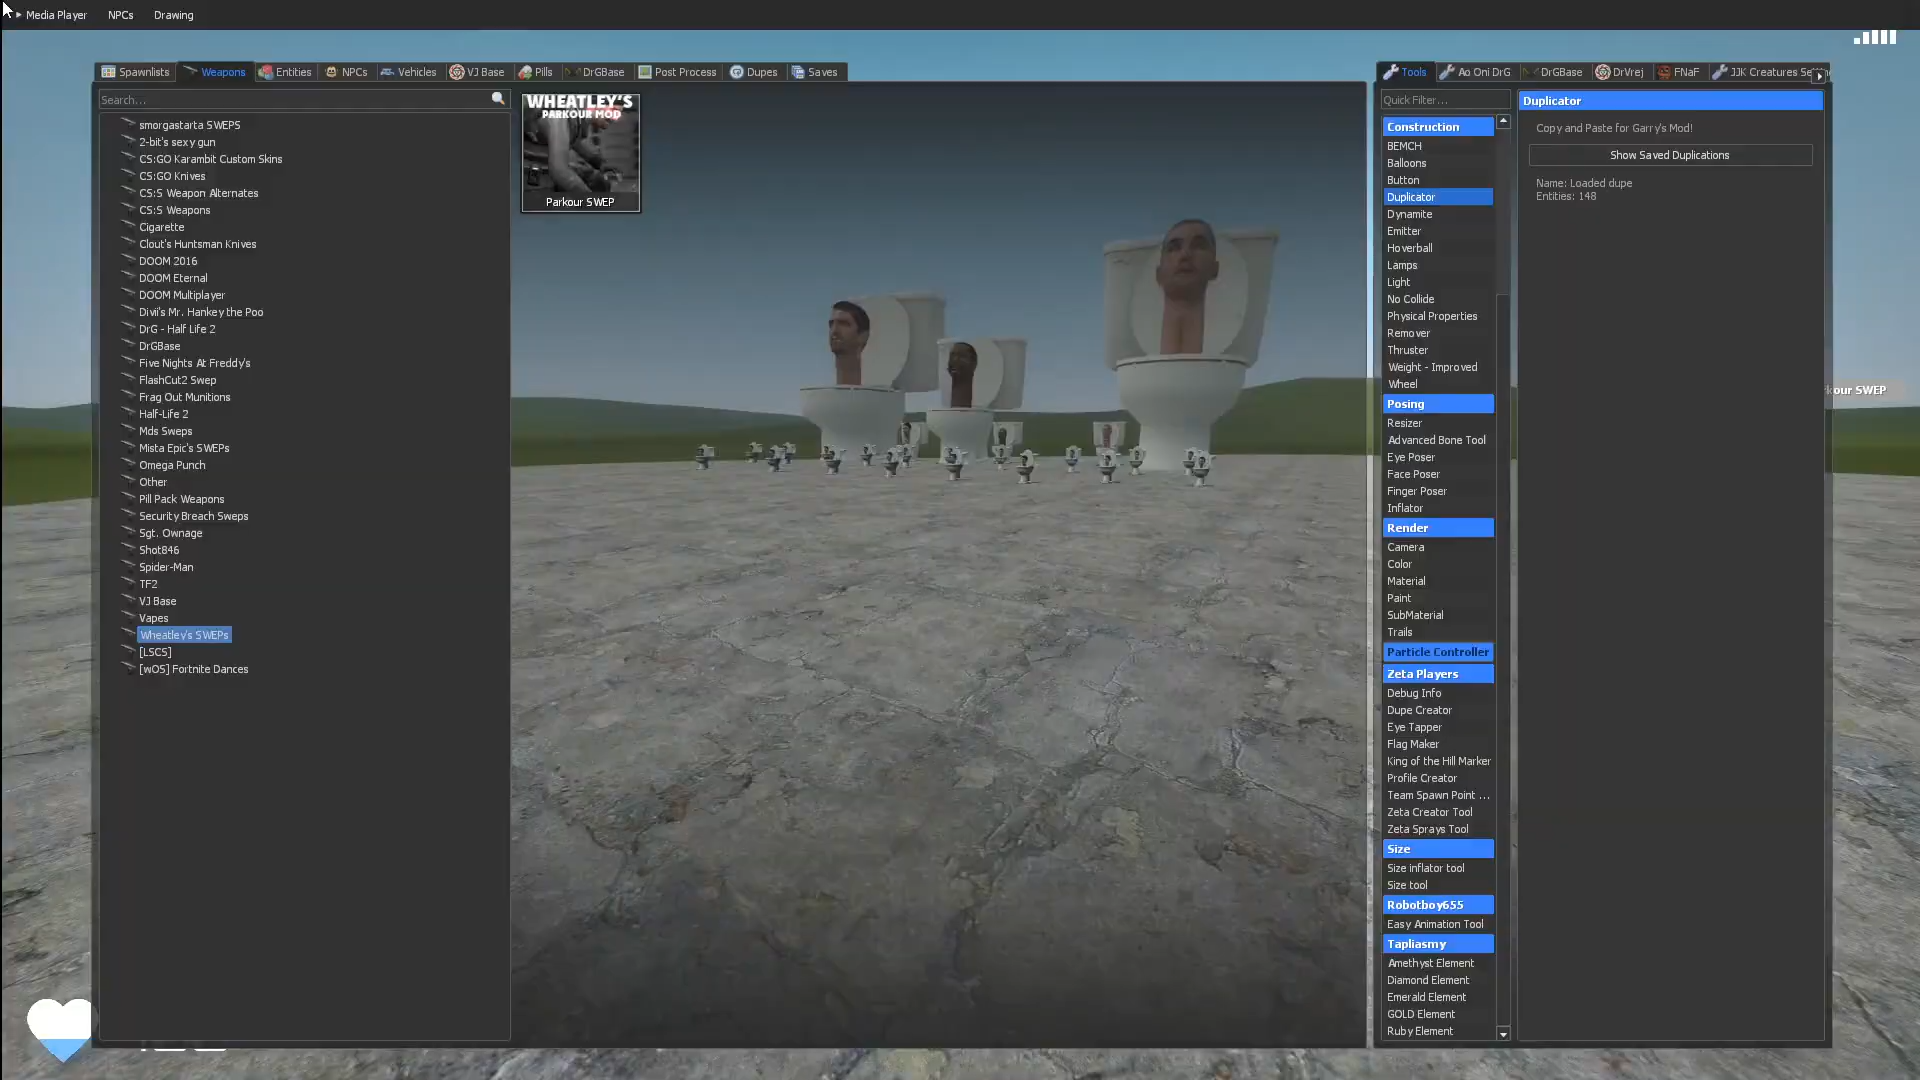 Media Player NPCs Drawing
Spawnlists Weapons Entities NPCs Vehicles VJ Base Pills DrGBase Post Process Dupes Saves
Search...
smorgastarta SWEPS
2-bit's sexy gun
CS:GO Karambit Custom Skins
CS:GO Knives
CS:S Weapon Alternates
CS:S Weapons
Cigarette
Clout's Huntsman Knives
DOOM 2016
DOOM Eternal
DOOM Multiplayer
Divii's Mr. Hankey the Poo
DrG - Half Life 2
DrGBase
Five Nights At Freddy's
FlashCut2 Swep
Frag Out Munitions
Half-Life 2
Mds Sweps
Mista Epic's SWEPs
Omega Punch
Other
Pill Pack Weapons
Security Breach Sweps
Sgt. Ownage
Shot846
Spider-Man
TF2
VJ Base
Vapes
Wheatley's SWEPs
[LSCS]
[wOS] Fortnite Dances
WHEATLEY'S
PARKOUR MOD
Parkour SWEP
Tools Ao Oni DrG DrGBase DrVrej FNaF JJK Creatures
Quick Filter...
Construction
BEMCH
Balloons
Button
Duplicator
Dynamite
Emitter
Hoverball
Lamps
Light
No Collide
Physical Properties
Remover
Thruster
Weight - Improved
Wheel
Posing
Resizer
Advanced Bone Tool
Eye Poser
Face Poser
Finger Poser
Inflator
Render
Camera
Color
Material
Paint
SubMaterial
Trails
Particle Controller
Zeta Players
Debug Info
Dupe Creator
Eye Tapper
Flag Maker
King of the Hill Marker
Profile Creator
Team Spawn Point ...
Zeta Creator Tool
Zeta Sprays Tool
Size
Size inflator tool
Size tool
Robotboy655
Easy Animation Tool
Tapliasmy
Amethyst Element
Diamond Element
Emerald Element
GOLD Element
Ruby Element
Duplicator
Copy and Paste for Garry's Mod!
Show Saved Duplications
Name: Loaded dupe
Entities: 148
kour SWEP